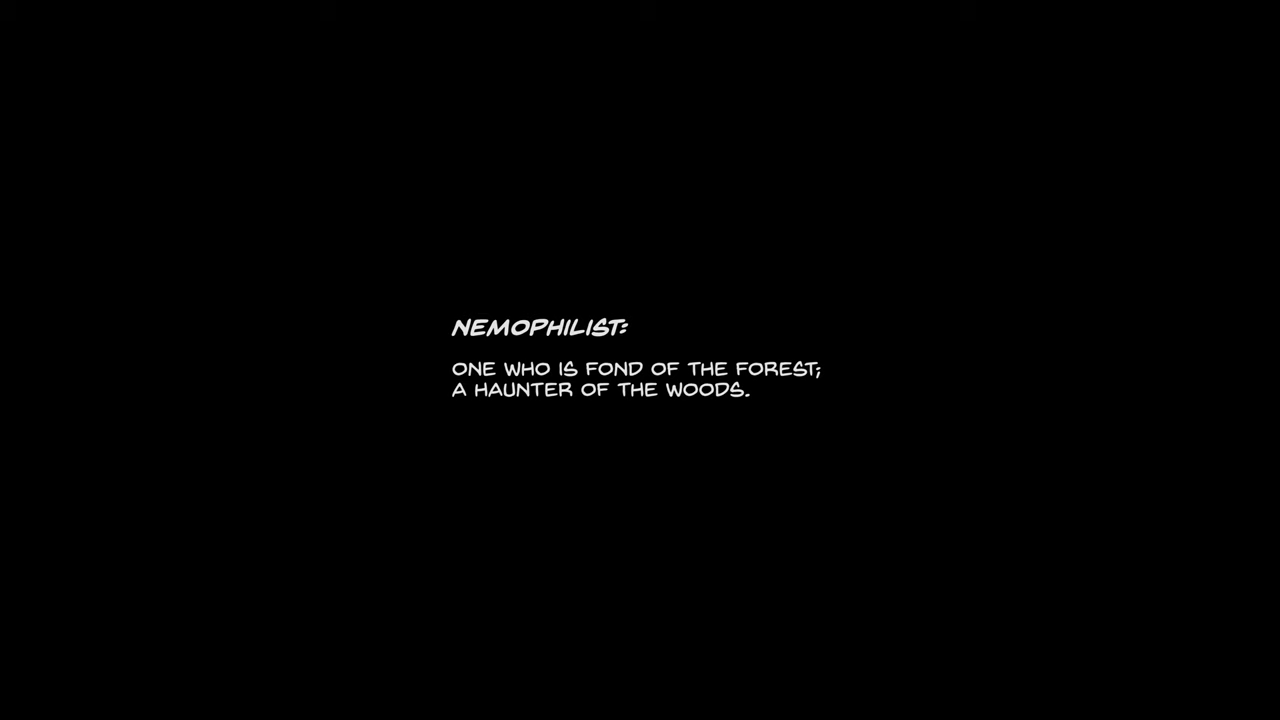 NEMOPHILIST:
ONE WHO IS FOND OF THE FOREST;
A HAUNTER OF THE WOODS.